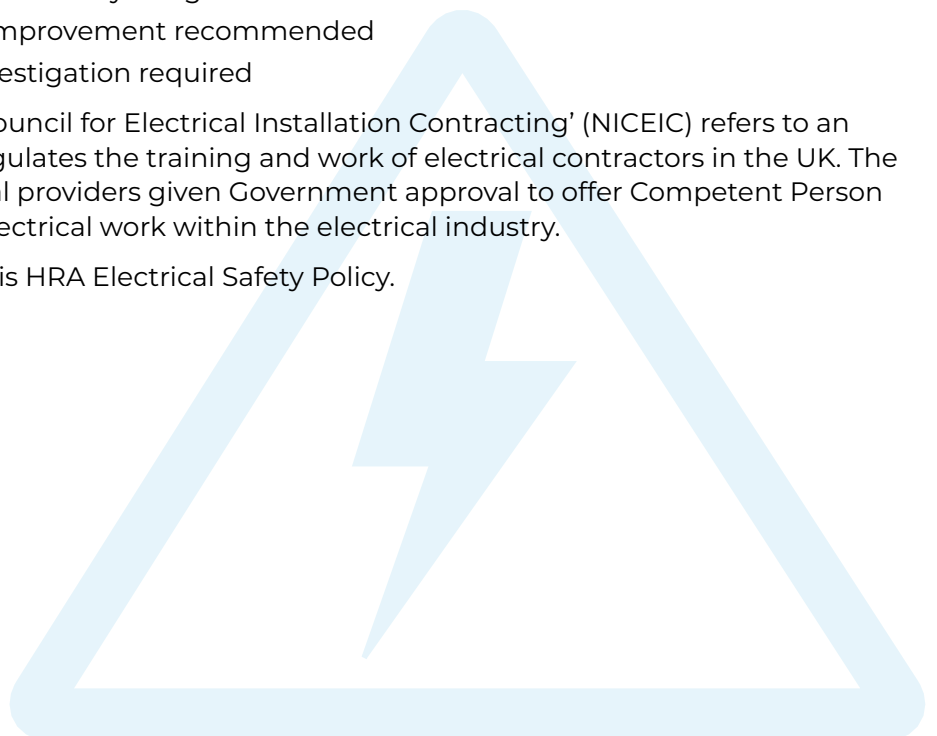 mprovement recommended
estigation required
ouncil for Electrical Installation Contracting’ (NICEIC) refers to an
gulates the training and work of electrical contractors in the UK. The
al providers given Government approval to offer Competent Person
lectrical work within the electrical industry.
is HRA Electrical Safety Policy.